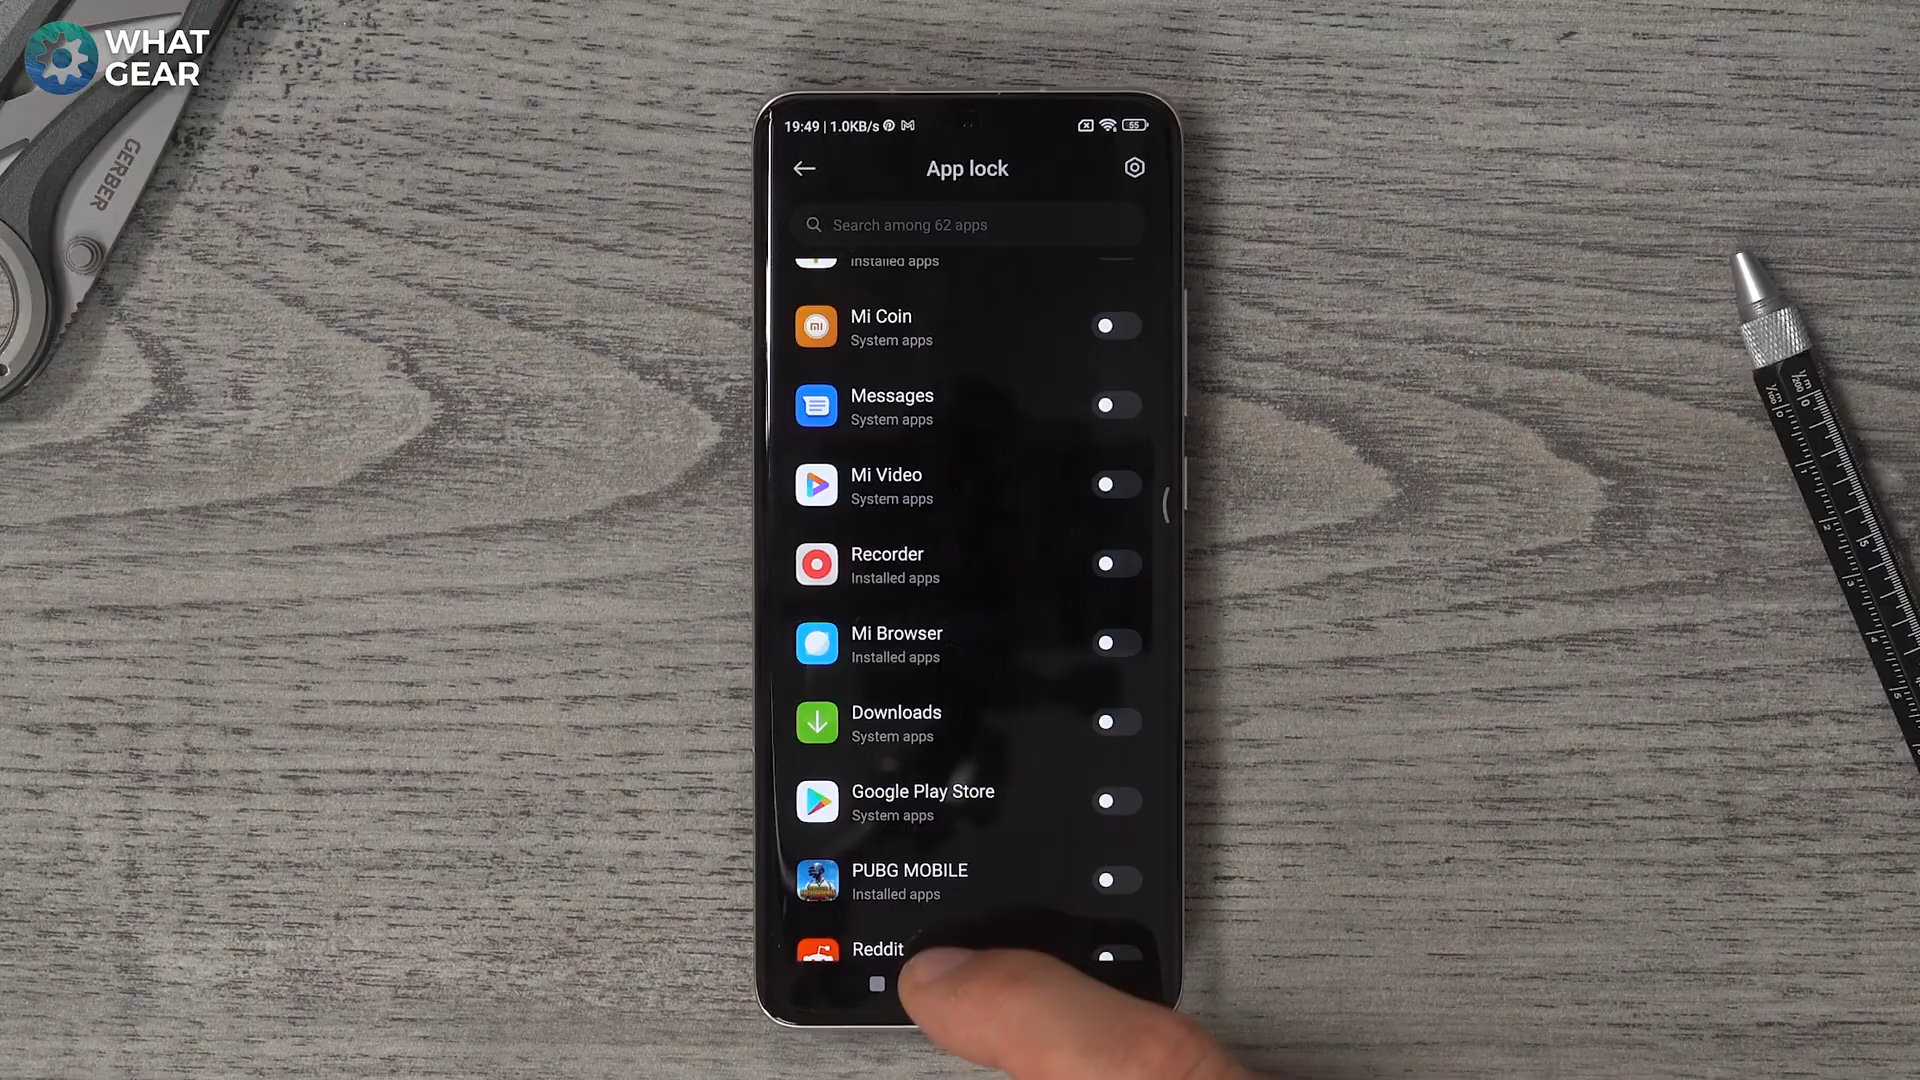 WHAT
GEAR
GERBER
19:49 | 1.0KB/s
55
App lock
Search among 62 apps
Installed apps
Mi Coin
System apps
Messages
System apps
Mi Video
System apps
Recorder
Installed apps
Mi Browser
Installed apps
Downloads
System apps
Google Play Store
System apps
PUBG MOBILE
Installed apps
Reddit